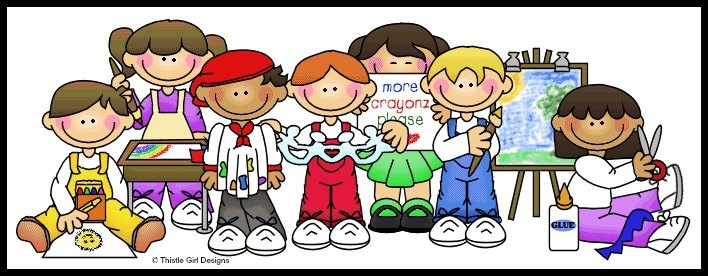 more
crayonz
please
GLUE
© Thistle Girl Designs